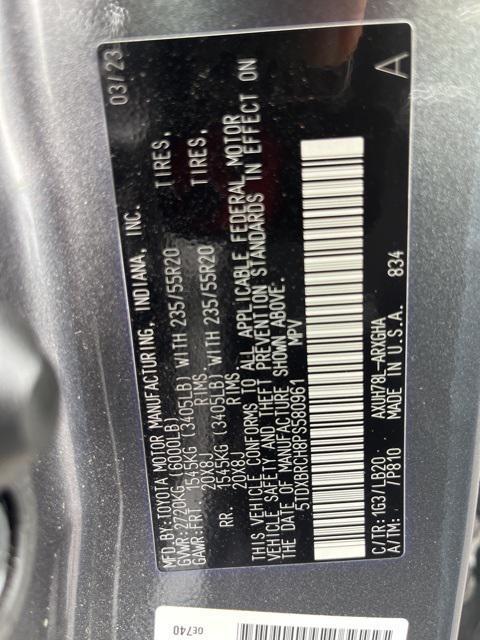 MFD.BY:TOYOTA MOTOR MANUFACTURING, INDIANA, INC. 03/23
GVWR:2720KG (6000LB)
GAWR:FRT. 1545KG (3405LB) WITH 235/55R20 TIRES,
20X8J RIMS
RR. 1545KG (3405LB) WITH 235/55R20 TIRES,
20X8J RIMS
THIS VEHICLE CONFORMS TO ALL APPLICABLE FEDERAL MOTOR
VEHICLE SAFETY AND THEFT PREVENTION STANDARDS IN EFFECT ON
THE DATE OF MANUFACTURE SHOWN ABOVE.
5TDXBRCH8PS580961 MPV
C/TR:1G3/LB20 AXUH78L-ARXGHA 834
A/TM: /P810 MADE IN U.S.A. A
0E740